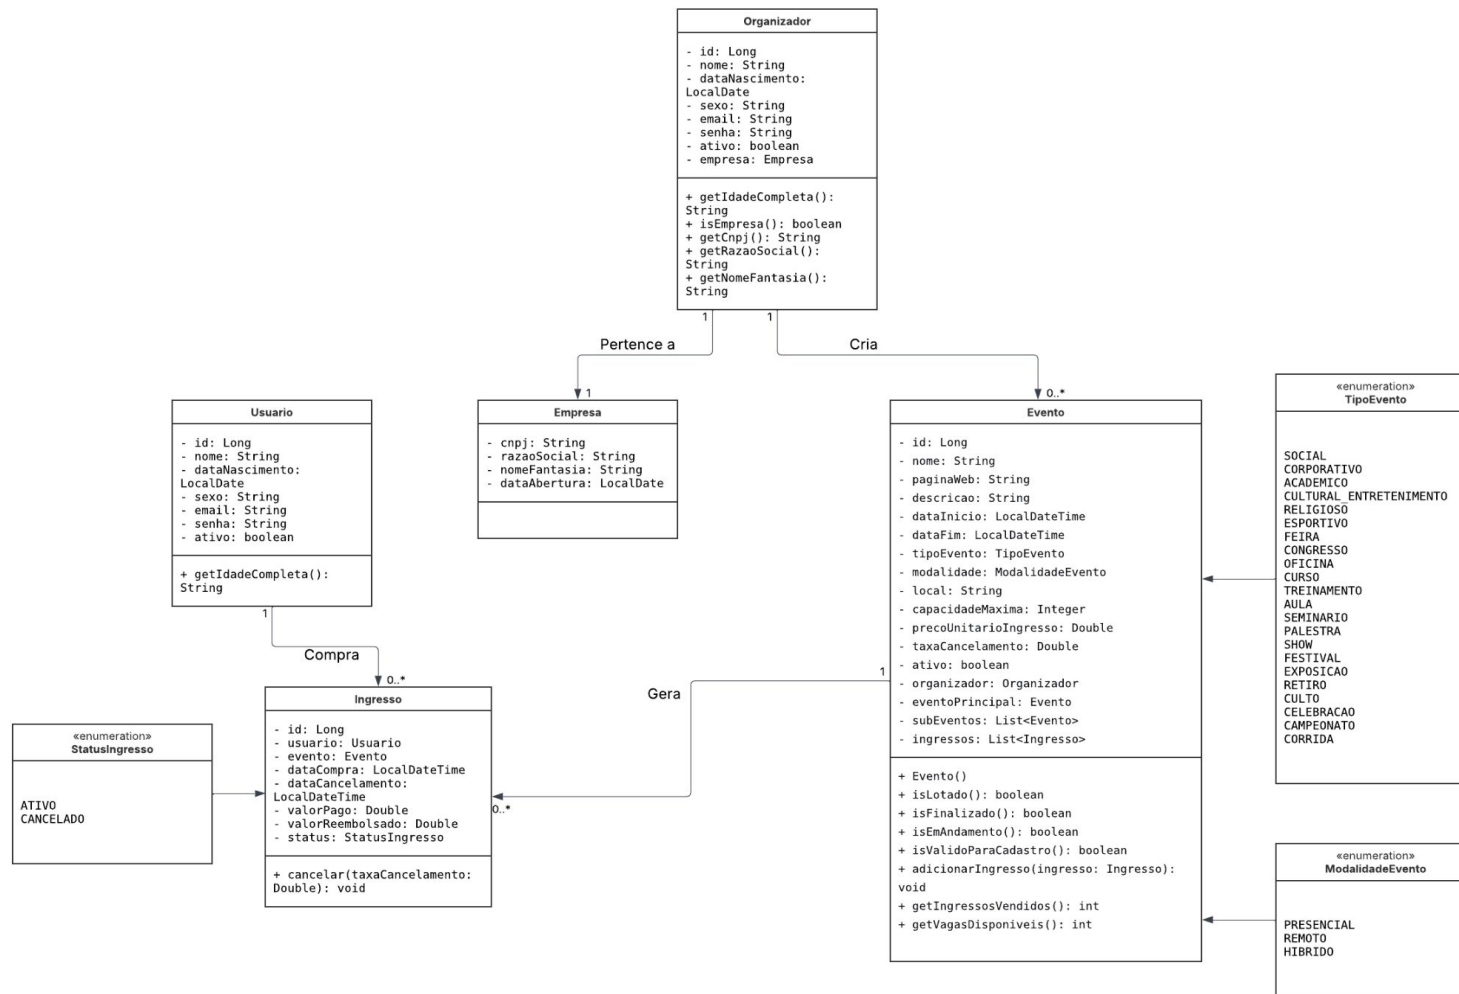 Organizador
- id: Long
- nome: String
- dataNascimento:
LocalDate
- sexo: String
- email: String
- senha: String
- ativo: boolean
- empresa: Empresa
+ getIdadeCompleta():
String
+ isEmpresa(): boolean
+ getCnpj(): String
+ getRazaoSocial():
String
+ getNomeFantasia():
String
1
1
Pertence a
Cria
1
0..*
Usuario
- id: Long
- nome: String
- dataNascimento:
LocalDate
- sexo: String
- email: String
- senha: String
- ativo: boolean
+ getIdadeCompleta():
String
1
Compra
0..*
Empresa
- cnpj: String
- razaoSocial: String
- nomeFantasia: String
- dataAbertura: LocalDate
Evento
- id: Long
- nome: String
- paginaWeb: String
- descricao: String
- dataInicio: LocalDateTime
- dataFim: LocalDateTime
- tipoEvento: TipoEvento
- modalidade: ModalidadeEvento
- local: String
- capacidadeMaxima: Integer
- precoUnitarioIngresso: Double
- taxaCancelamento: Double
- ativo: boolean
- organizador: Organizador
- eventoPrincipal: Evento
- subEventos: List<Evento>
- ingressos: List<Ingresso>
+ Evento()
+ isLotado(): boolean
+ isFinalizado(): boolean
+ isEmAndamento(): boolean
+ isValidoParaCadastro(): boolean
+ adicionarIngresso(ingresso: Ingresso):
void
+ getIngressosVendidos(): int
+ getVagasDisponiveis(): int
1
Gera
0..*
«enumeration»
TipoEvento
SOCIAL
CORPORATIVO
ACADEMICO
CULTURAL_ENTRETENIMENTO
RELIGIOSO
ESPORTIVO
FEIRA
CONGRESSO
OFICINA
CURSO
TREINAMENTO
AULA
SEMINARIO
PALESTRA
SHOW
FESTIVAL
EXPOSICAO
RETIRO
CULTO
CELEBRACAO
CAMPEONATO
CORRIDA
«enumeration»
StatusIngresso
ATIVO
CANCELADO
Ingresso
- id: Long
- usuario: Usuario
- evento: Evento
- dataCompra: LocalDateTime
- dataCancelamento:
LocalDateTime
- valorPago: Double
- valorReembolsado: Double
- status: StatusIngresso
+ cancelar(taxaCancelamento:
Double): void
«enumeration»
ModalidadeEvento
PRESENCIAL
REMOTO
HIBRIDO